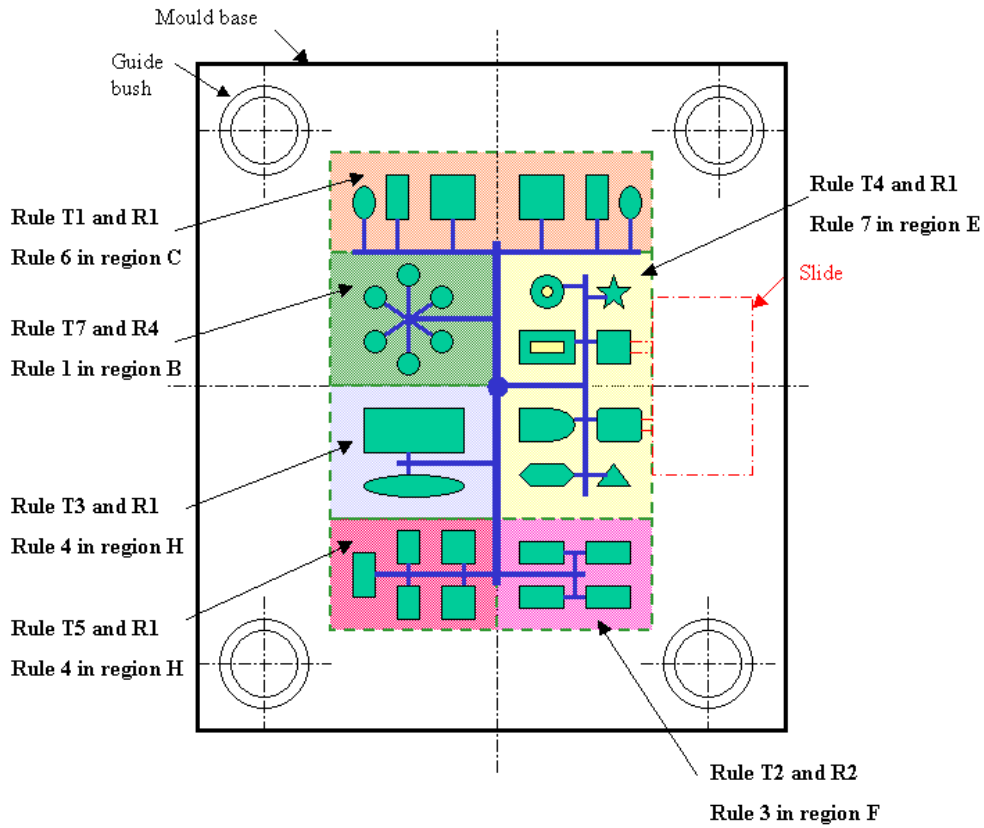 Mould base
Guide
bush
Rule T1 and R1
Rule 6 in region C
Rule T4 and R1
Rule 7 in region E
Slide
Rule T7 and R4
Rule 1 in region B
Rule T3 and R1
Rule 4 in region H
Rule T5 and R1
Rule 4 in region H
Rule T2 and R2
Rule 3 in region F